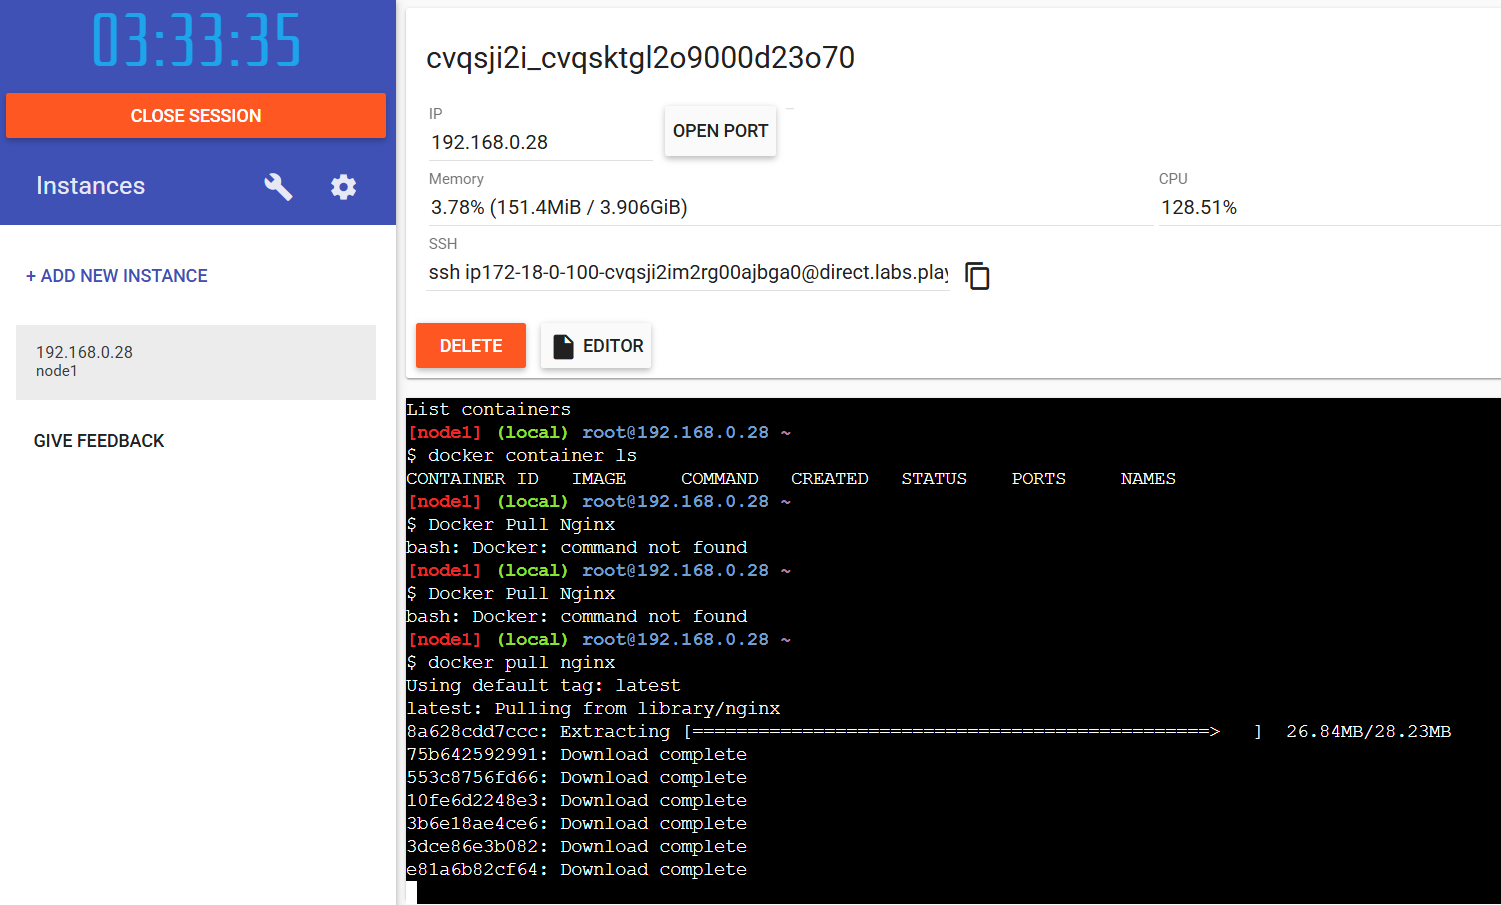 03:33:35
CLOSE SESSION
Instances
+ ADD NEW INSTANCE
192.168.0.28
node1
GIVE FEEDBACK
cvqsji2i_cvqsktgl2o9000d23o70
IP
192.168.0.28
OPEN PORT
Memory
3.78% (151.4MiB / 3.906GiB)
CPU
128.51%
SSH
ssh ip172-18-0-100-cvqsji2im2rg00ajbga0@direct.labs.play
DELETE
EDITOR
List containers
[node1] (local) root@192.168.0.28 ~
$ docker container ls
CONTAINER ID   IMAGE     COMMAND   CREATED   STATUS    PORTS     NAMES
[node1] (local) root@192.168.0.28 ~
$ Docker Pull Nginx
bash: Docker: command not found
[node1] (local) root@192.168.0.28 ~
$ Docker Pull Nginx
bash: Docker: command not found
[node1] (local) root@192.168.0.28 ~
$ docker pull nginx
Using default tag: latest
latest: Pulling from library/nginx
8a628cdd7ccc: Extracting [===============================================>   ]  26.84MB/28.23MB
75b642592991: Download complete
553c8756fd66: Download complete
10fe6d2248e3: Download complete
3b6e18ae4ce6: Download complete
3dce86e3b082: Download complete
e81a6b82cf64: Download complete